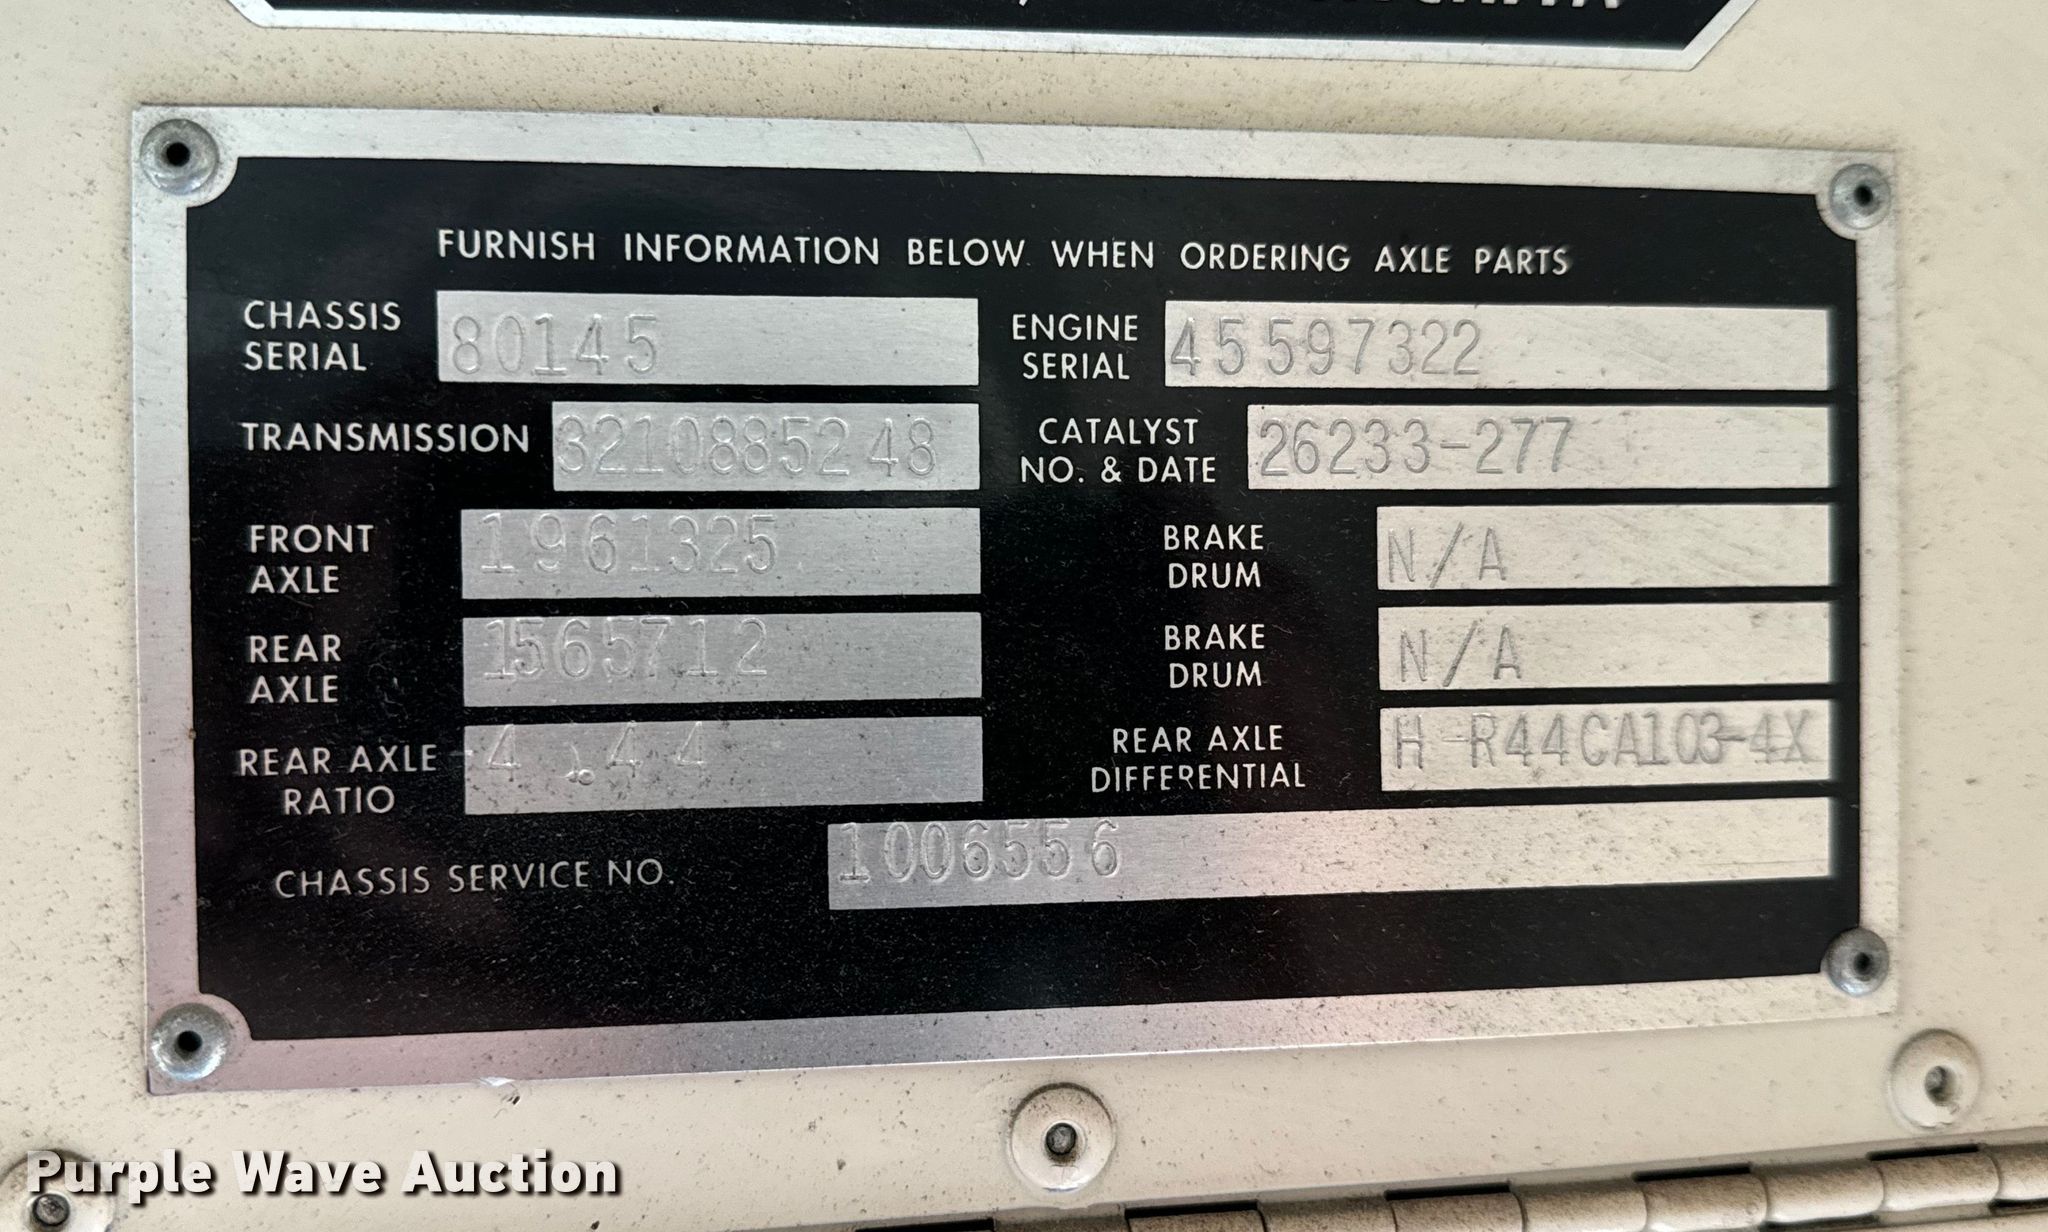 FURNISH INFORMATION BELOW WHEN ORDERING AXLE PARTS
CHASSIS SERIAL 80145
ENGINE SERIAL 45597322
TRANSMISSION 3210885248
CATALYST NO. & DATE 26233-277
FRONT AXLE 1961325
BRAKE DRUM N/A
REAR AXLE 1565712
BRAKE DRUM N/A
REAR AXLE RATIO 4.44
REAR AXLE DIFFERENTIAL H R44CA103-4X
CHASSIS SERVICE NO. 1006556
Purple Wave Auction